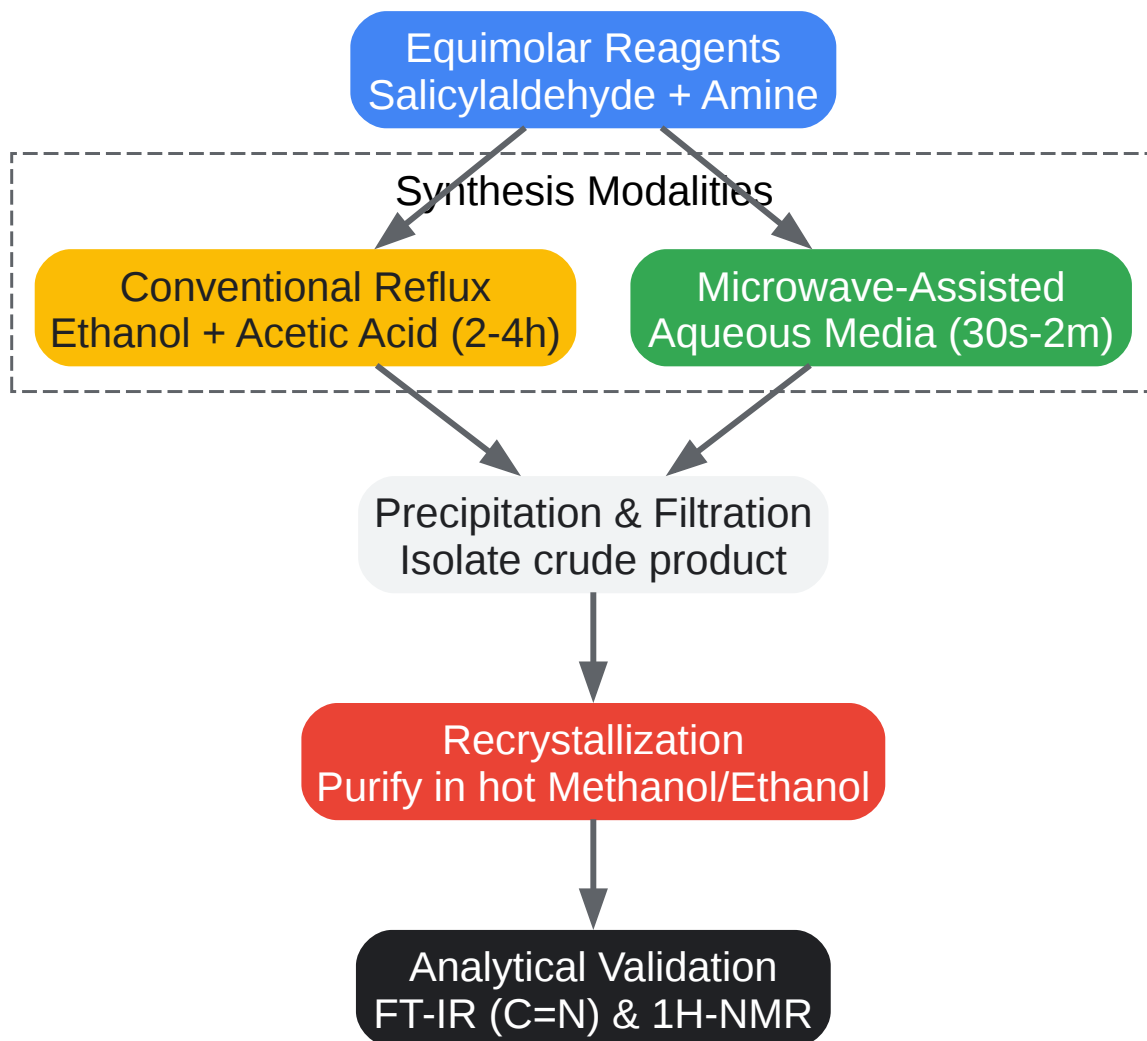 Equimolar Reagents
Salicylaldehyde + Amine
Synthesis Modalities
Conventional Reflux
Ethanol + Acetic Acid (2-4h)
Microwave-Assisted
Aqueous Media (30s-2m)
Precipitation & Filtration
Isolate crude product
Recrystallization
Purify in hot Methanol/Ethanol
Analytical Validation
FT-IR (C=N) & 1H-NMR